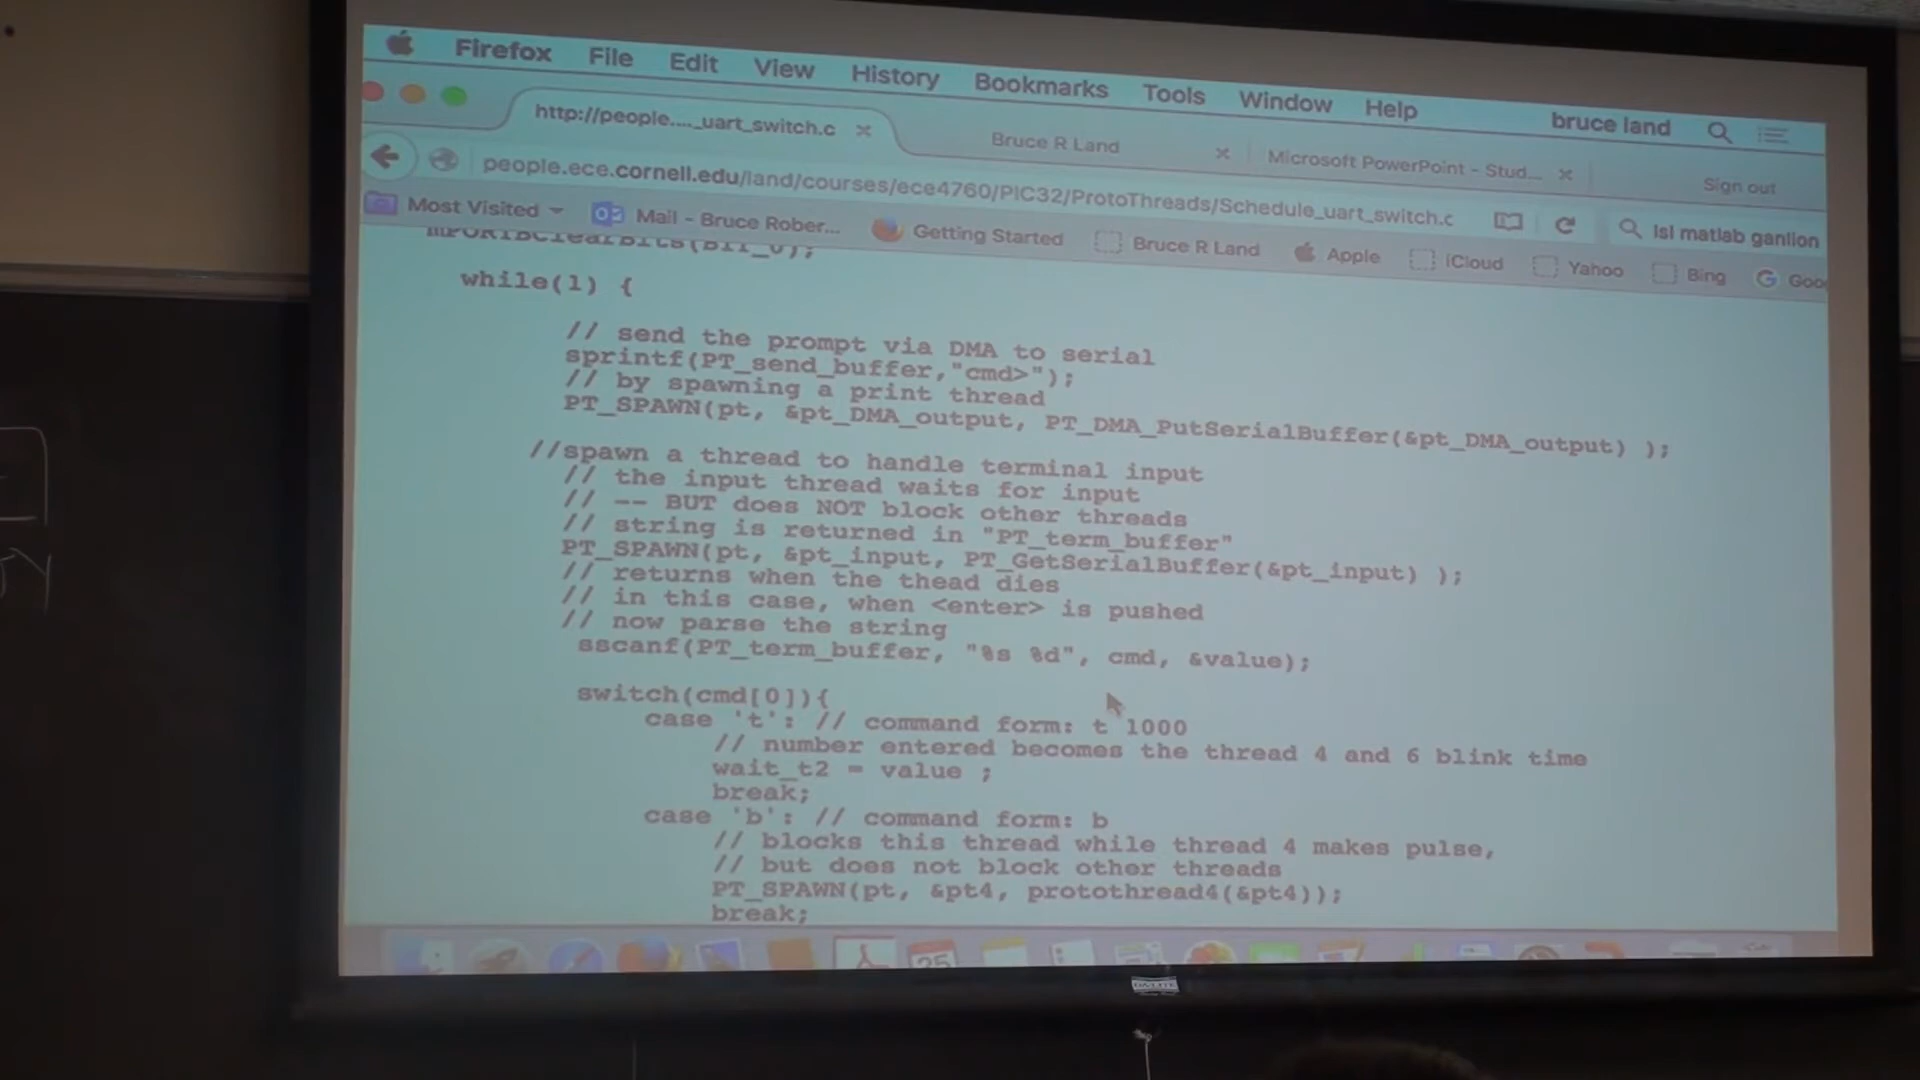 Firefox File Edit View History Bookmarks Tools Window Help bruce land
http://people...._uart_switch.c Bruce R Land Microsoft PowerPoint - Stud... Sign out
people.ece.cornell.edu/land/courses/ece4760/PIC32/ProtoThreads/Schedule_uart_switch.c lsl matlab ganlion
Most Visited Mail - Bruce Rober... Getting Started Bruce R Land Apple iCloud Yahoo Bing Goo
mPORTBClearBits(BIT_0);
while(1) {
// send the prompt via DMA to serial
sprintf(PT_send_buffer,"cmd>");
// by spawning a print thread
PT_SPAWN(pt, &pt_DMA_output, PT_DMA_PutSerialBuffer(&pt_DMA_output) );
//spawn a thread to handle terminal input
// the input thread waits for input
// -- BUT does NOT block other threads
// string is returned in "PT_term_buffer"
PT_SPAWN(pt, &pt_input, PT_GetSerialBuffer(&pt_input) );
// returns when the thead dies
// in this case, when <enter> is pushed
// now parse the string
sscanf(PT_term_buffer, "%s %d", cmd, &value);
switch(cmd[0]){
case 't': // command form: t 1000
// number entered becomes the thread 4 and 6 blink time
wait_t2 = value ;
break;
case 'b': // command form: b
// blocks this thread while thread 4 makes pulse,
// but does not block other threads
PT_SPAWN(pt, &pt4, protothread4(&pt4));
break;
25
DA-LITE